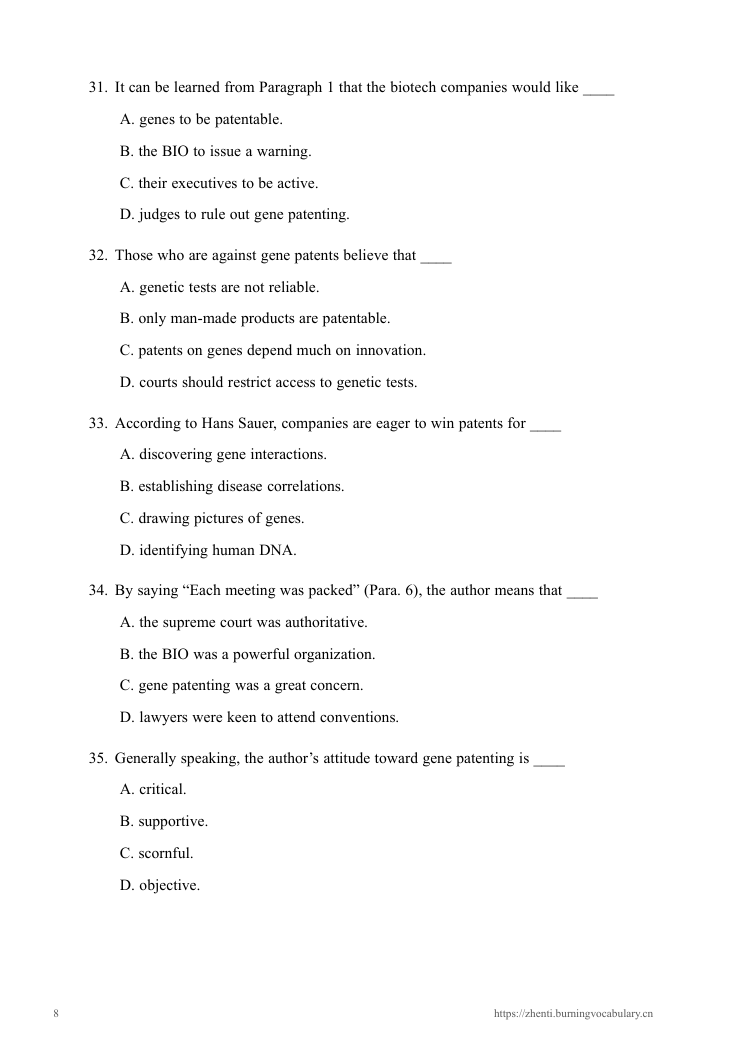 31. It can be learned from Paragraph 1 that the biotech companies would like ____
A. genes to be patentable.
B. the BIO to issue a warning.
C. their executives to be active.
D. judges to rule out gene patenting.
32. Those who are against gene patents believe that ____
A. genetic tests are not reliable.
B. only man-made products are patentable.
C. patents on genes depend much on innovation.
D. courts should restrict access to genetic tests.
33. According to Hans Sauer, companies are eager to win patents for ____
A. discovering gene interactions.
B. establishing disease correlations.
C. drawing pictures of genes.
D. identifying human DNA.
34. By saying “Each meeting was packed” (Para. 6), the author means that ____
A. the supreme court was authoritative.
B. the BIO was a powerful organization.
C. gene patenting was a great concern.
D. lawyers were keen to attend conventions.
35. Generally speaking, the author’s attitude toward gene patenting is ____
A. critical.
B. supportive.
C. scornful.
D. objective.
8 https://zhenti.burningvocabulary.cn